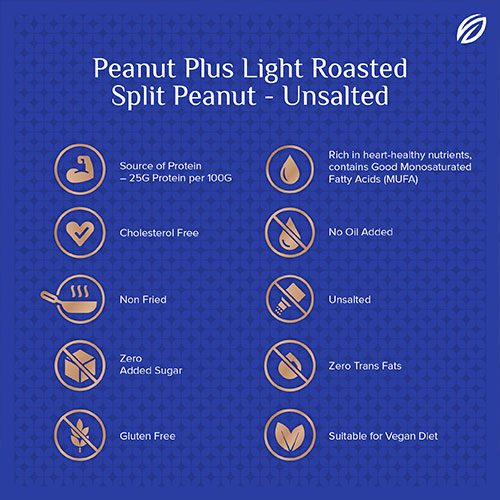 Peanut Plus Light Roasted
Split Peanut - Unsalted
Source of Protein
– 25G Protein per 100G
Rich in heart-healthy nutrients,
contains Good Monosaturated
Fatty Acids (MUFA)
Cholesterol Free
No Oil Added
Non Fried
Unsalted
Zero
Added Sugar
Zero Trans Fats
Gluten Free
Suitable for Vegan Diet